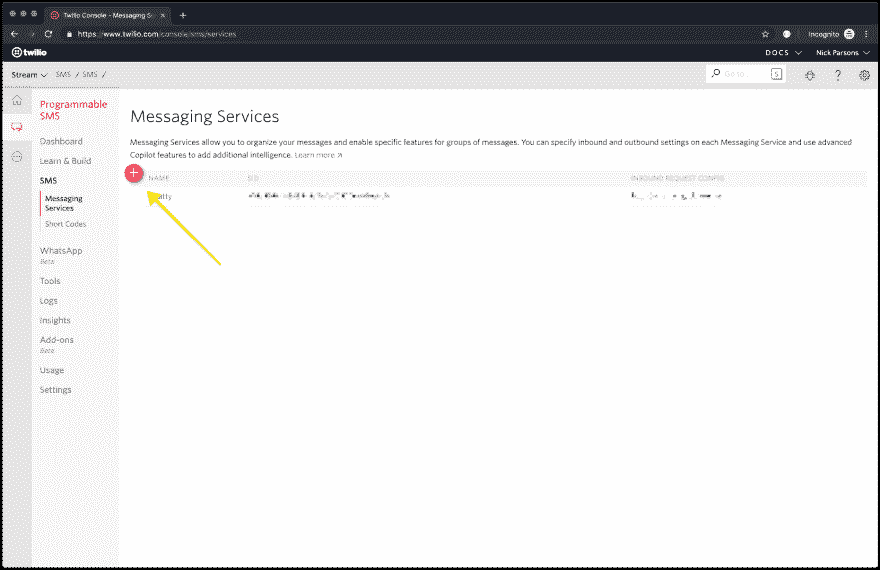 Twilio Console - Messaging S
https://www.twilio.com/console/sms/services
Incognito
twilio
DOCS
Nick Parsons
Stream
SMS / SMS /
Go to
S
Programmable
SMS
Dashboard
Learn & Build
SMS
Messaging
Services
Short Codes
WhatsApp
Beta
Tools
Logs
Insights
Add-ons
Beta
Usage
Settings
Messaging Services
Messaging Services allow you to organize your messages and enable specific features for groups of messages. You can specify inbound and outbound settings on each Messaging Service and use advanced
Copilot features to add additional intelligence. Learn more
NAME
SID
INBOUND REQUEST CONFIG